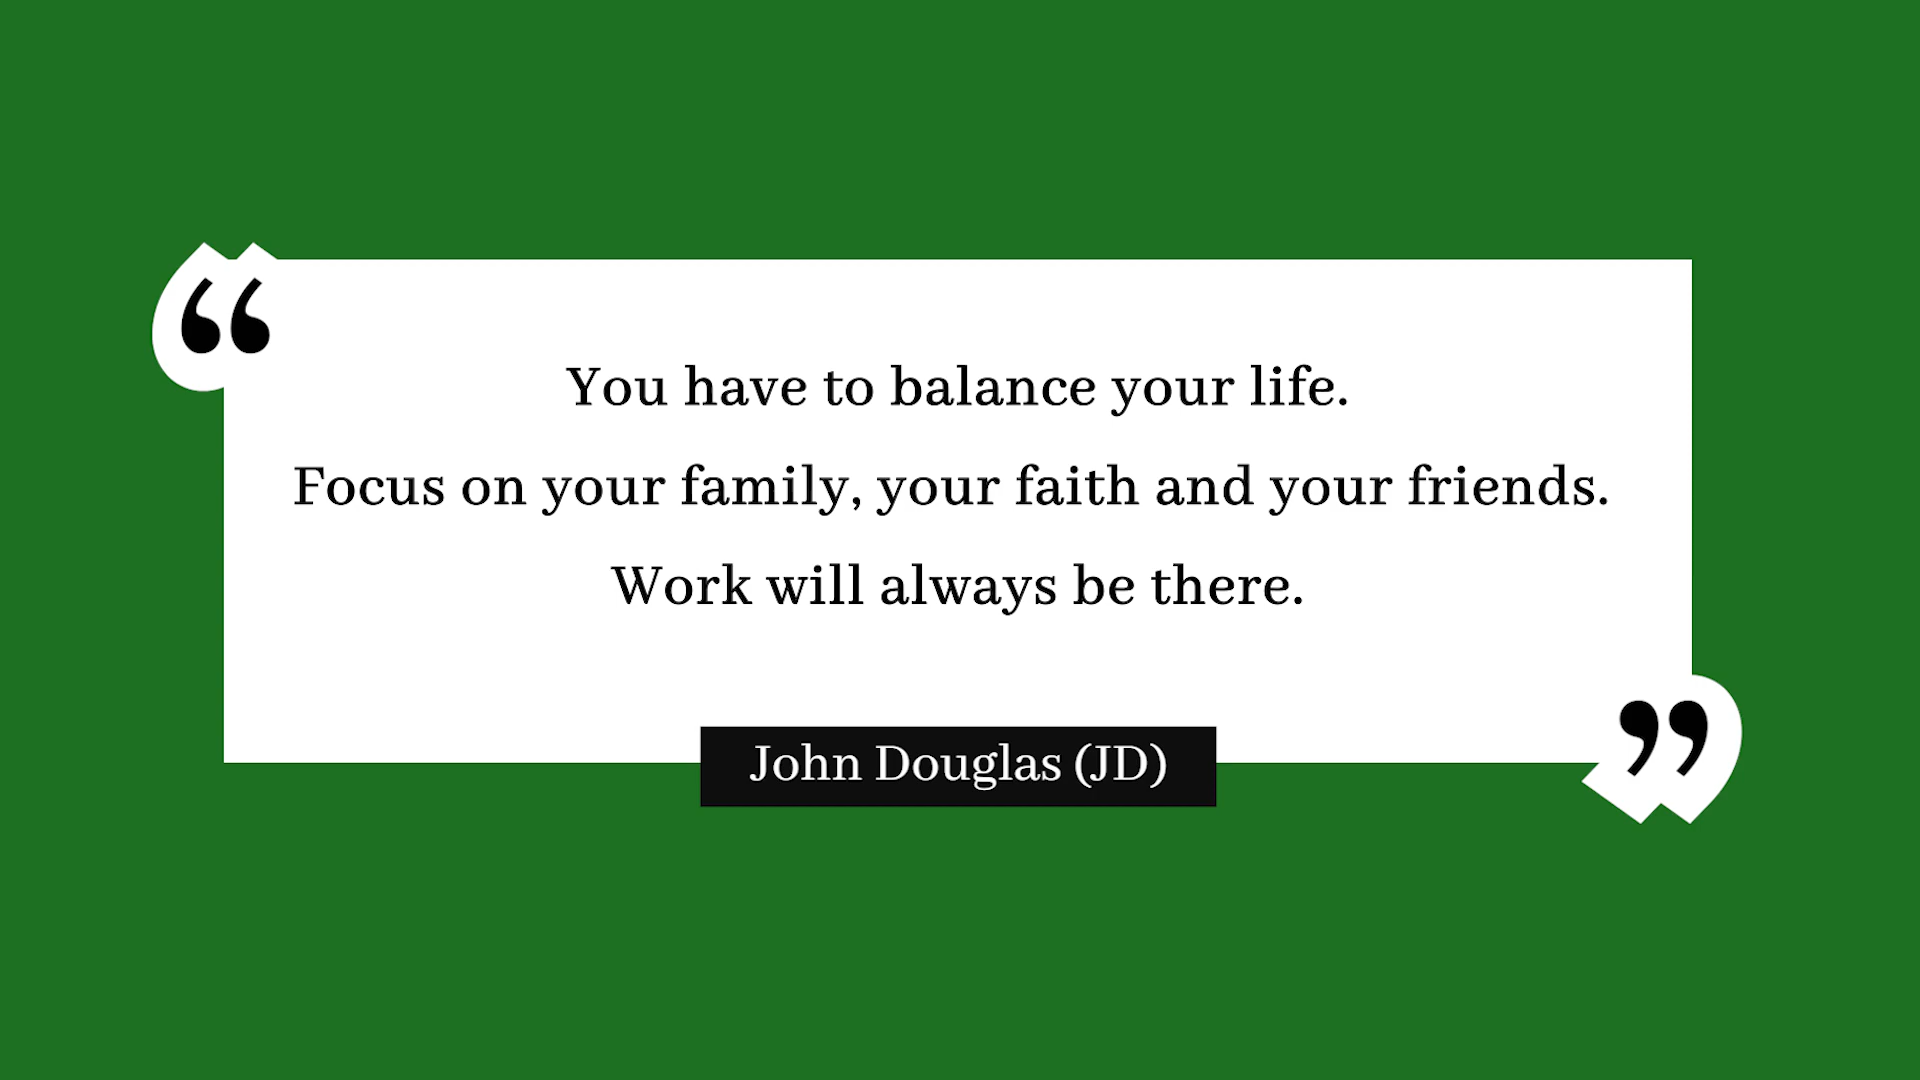 “
You have to balance your life.
Focus on your family, your faith and your friends.
Work will always be there.
”
John Douglas (JD)